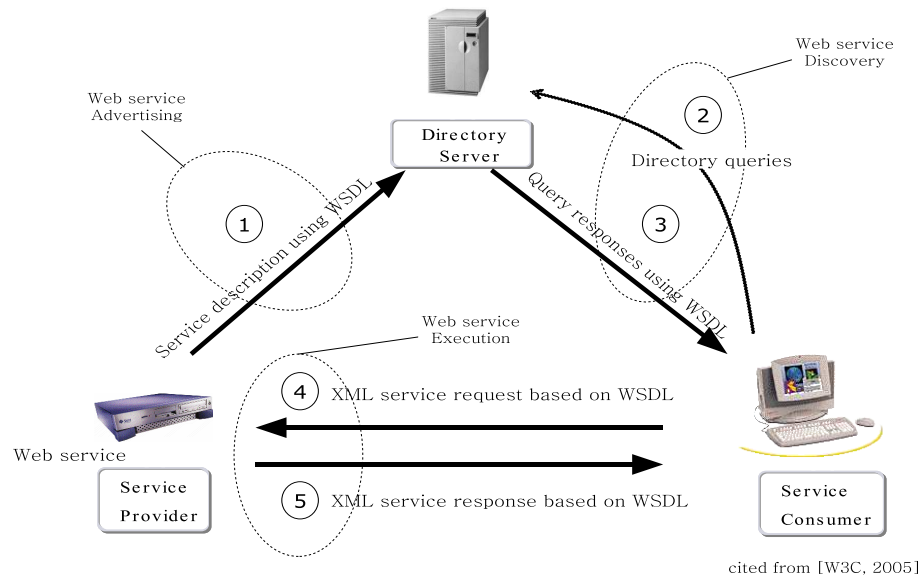 Web service
Discovery
Web service
Advertising
2
Directory
Server
Directory queries
1
Service description using WSDL
Query responses using WSDL
3
Web service
Execution
4 XML service request based on WSDL
Web service
Service
Provider
5 XML service response based on WSDL
Service
Consumer
cited from [W3C, 2005]